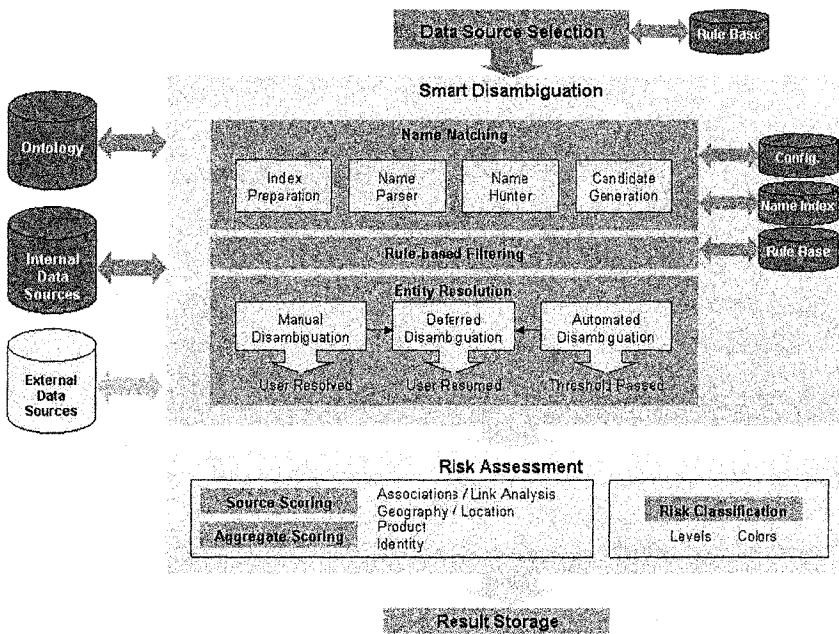 Data Source Selection
Rule Base
Smart Disambiguation
Ontology
Name Matching
Config.
Index
Preparation
Name
Parser
Name
Hunter
Candidate
Generation
Name Index
Internal
Data
Sources
Rule-based Filtering
Rule Base
Entity Resolution
Manual
Disambiguation
Deferred
Disambiguation
Automated
Disambiguation
External
Data
Sources
User Resolved
User Resumed
Threshold Passed
Risk Assessment
Source Scoring
Aggregate Scoring
Associations / Link Analysis
Geography / Location
Product
Identity
Risk Classification
Levels Colors
Result Storage